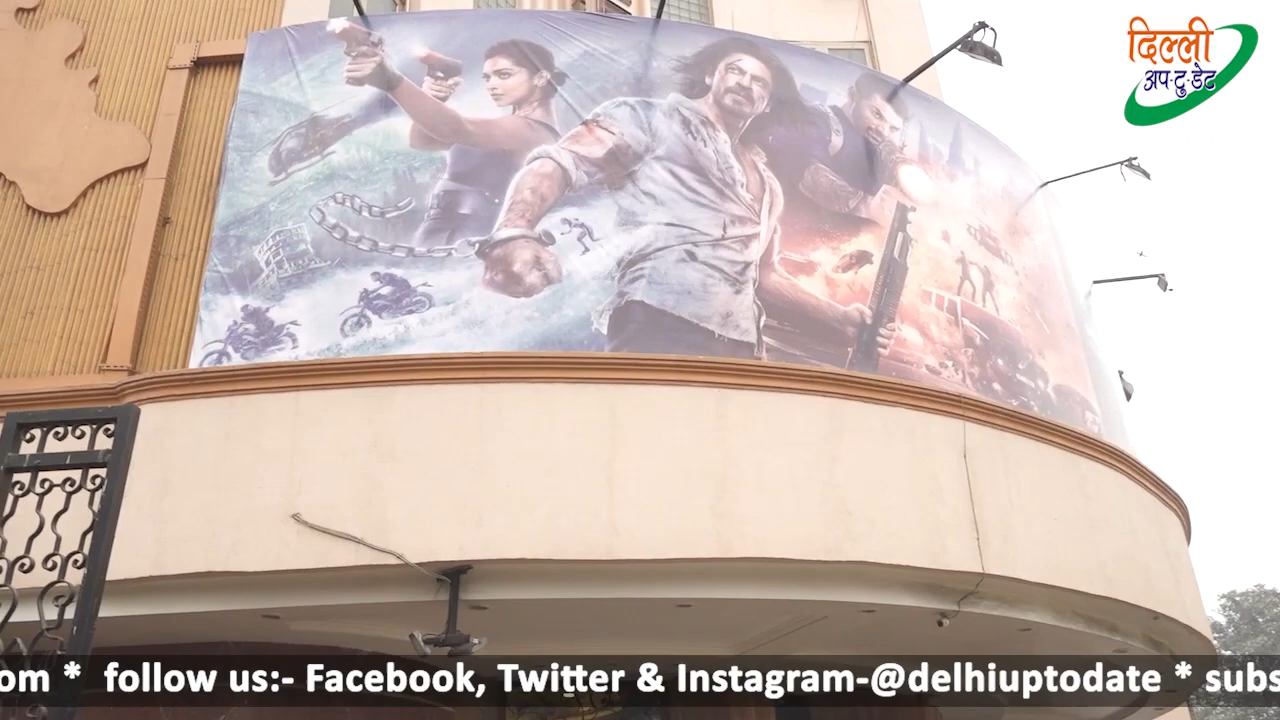 दिल्ली
अप-टु-डेट
om * follow us:- Facebook, Twitter & Instagram-@delhiuptodate * subs